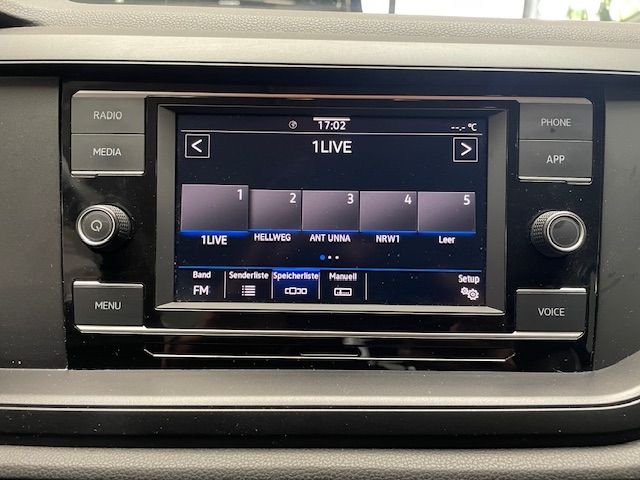 RADIO
MEDIA
MENU
PHONE
APP
VOICE
17:02
--,- °C
<
1LIVE
>
1 2 3 4 5
1LIVE HELLWEG ANT UNNA NRW1 Leer
Band Senderliste Speicherliste Manuell Setup
FM